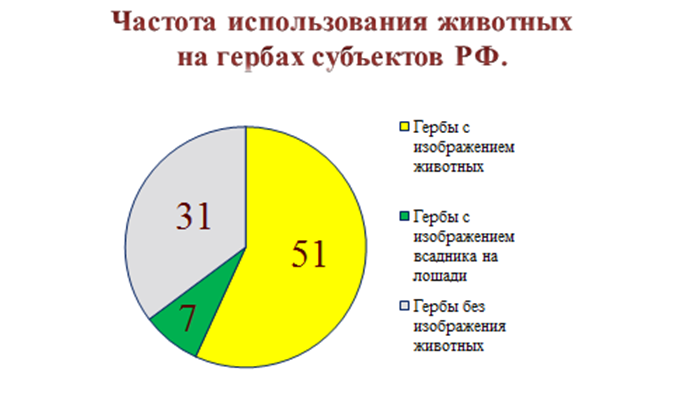 Частота использования животных
на гербах субъектов РФ.
31
51
7
Гербы с
изображением
животных
Гербы с
изображением
всадника на
лошади
Гербы без
изображения
животных